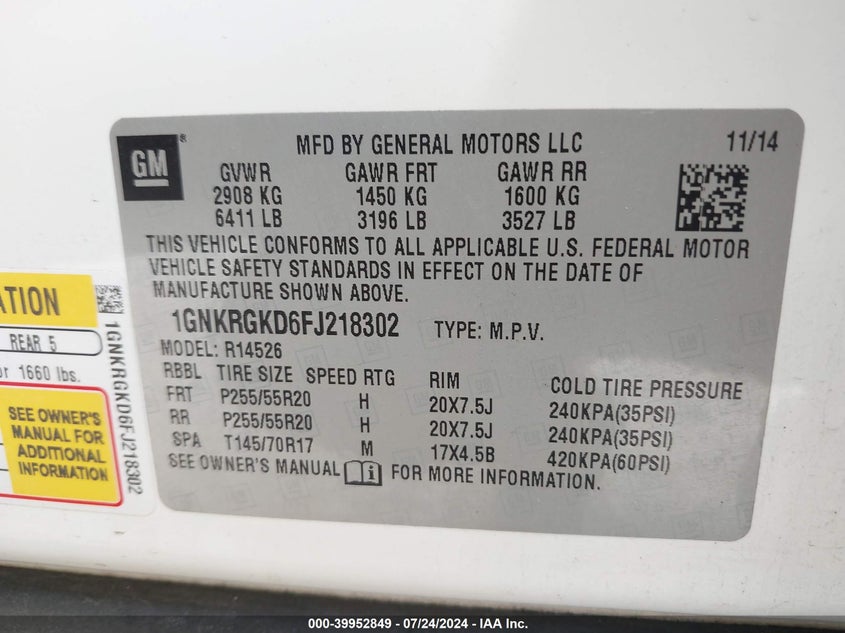 GM
MFD BY GENERAL MOTORS LLC 11/14
GVWR GAWR FRT GAWR RR
2908 KG 1450 KG 1600 KG
6411 LB 3196 LB 3527 LB
THIS VEHICLE CONFORMS TO ALL APPLICABLE U.S. FEDERAL MOTOR
VEHICLE SAFETY STANDARDS IN EFFECT ON THE DATE OF
MANUFACTURE SHOWN ABOVE.
1GNKRGKD6FJ218302 TYPE: M.P.V.
MODEL: R14526
RBBL TIRE SIZE SPEED RTG RIM COLD TIRE PRESSURE
FRT P255/55R20 H 20X7.5J 240KPA(35PSI)
RR P255/55R20 H 20X7.5J 240KPA(35PSI)
SPA T145/70R17 M 17X4.5B 420KPA(60PSI)
SEE OWNER'S MANUAL FOR MORE INFORMATION.
ATION
REAR 5
or 1660 lbs.
SEE OWNER'S
MANUAL FOR
ADDITIONAL
INFORMATION
1GNKRGKD6FJ218302
000-39952849 - 07/24/2024 - IAA Inc.